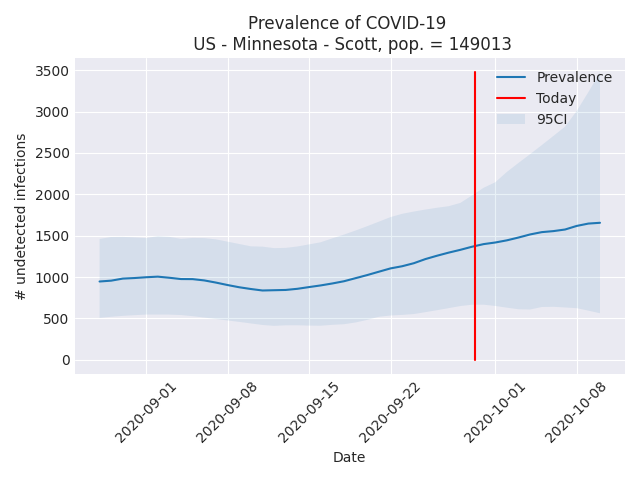 Prevalence of COVID-19
US - Minnesota - Scott, pop. = 149013
3500
3000
2500
2000
1500
1000
500
0
# undetected infections
Prevalence
Today
95CI
2020-09-01
2020-09-08
2020-09-15
2020-09-22
2020-10-01
2020-10-08
Date